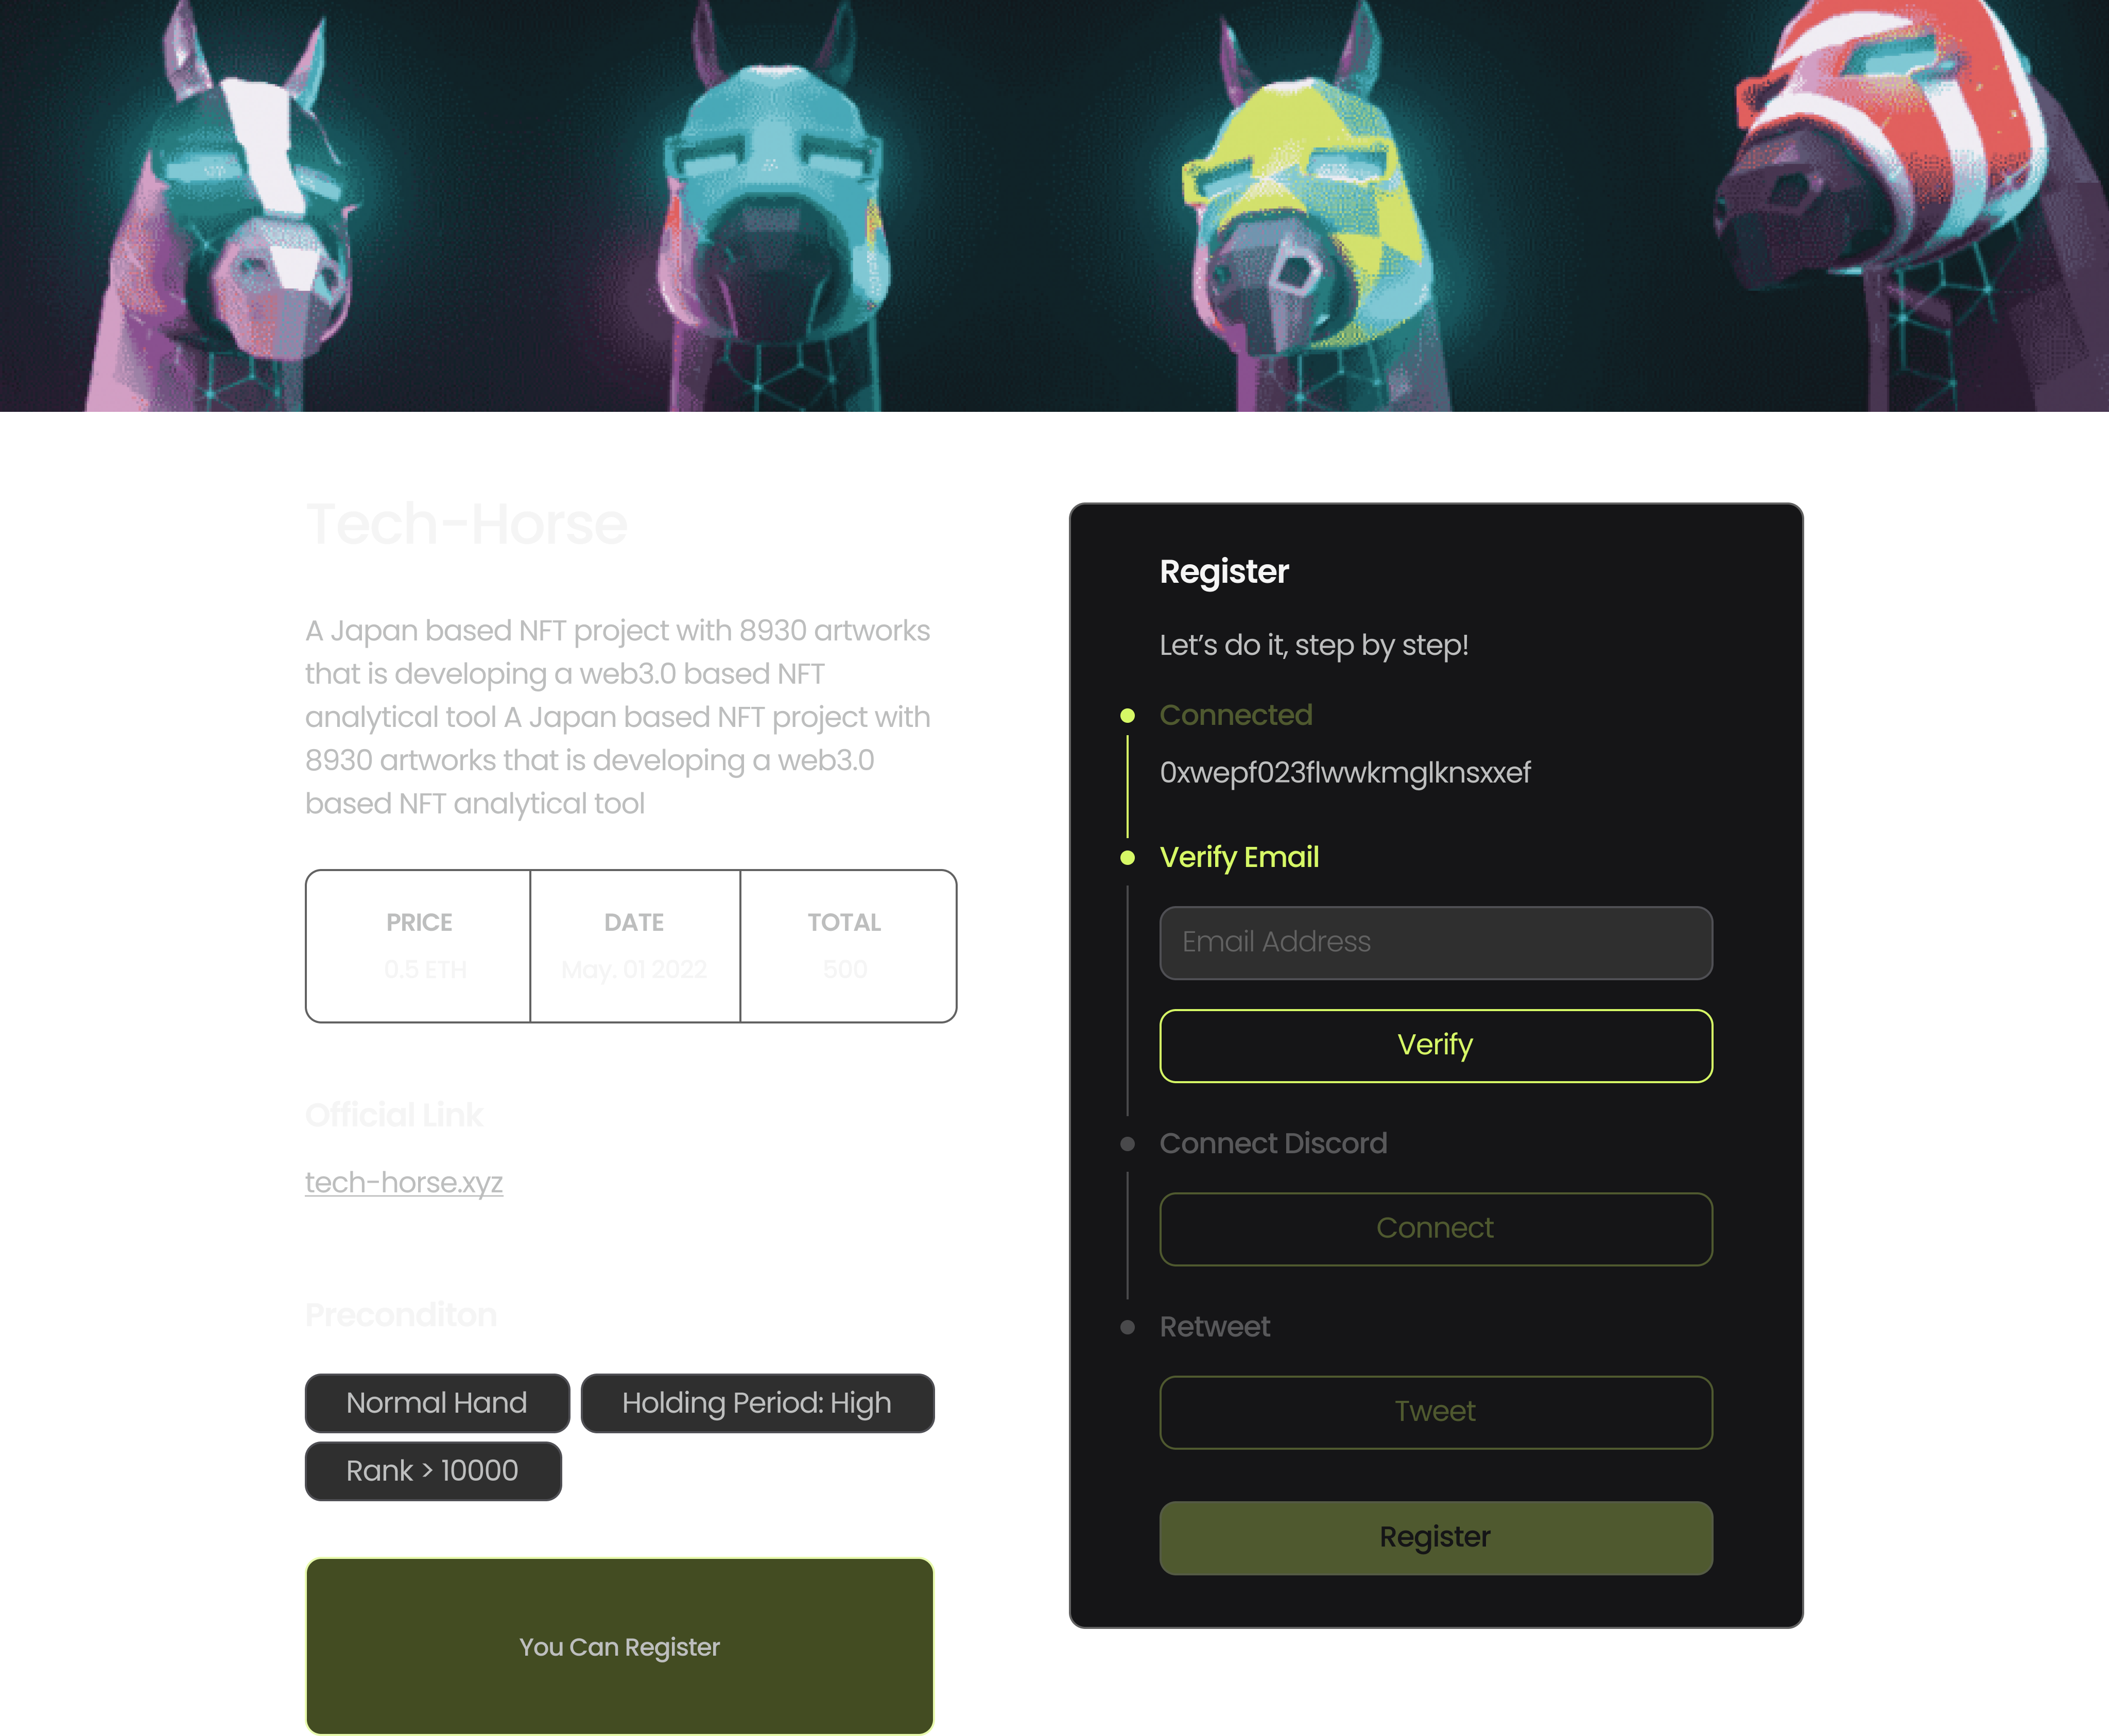 Tech-Horse
A Japan based NFT project with 8930 artworks
that is developing a web3.0 based NFT
analytical tool A Japan based NFT project with
8930 artworks that is developing a web3.0
based NFT analytical tool
PRICE
0.5 ETH
DATE
May. 01 2022
TOTAL
500
Official Link
tech-horse.xyz
Preconditon
Normal Hand
Holding Period: High
Rank > 10000
You Can Register
Register
Let's do it, step by step!
Connected
0xwepf023flwwkmglknsxxef
Verify Email
Email Address
Verify
Connect Discord
Connect
Retweet
Tweet
Register